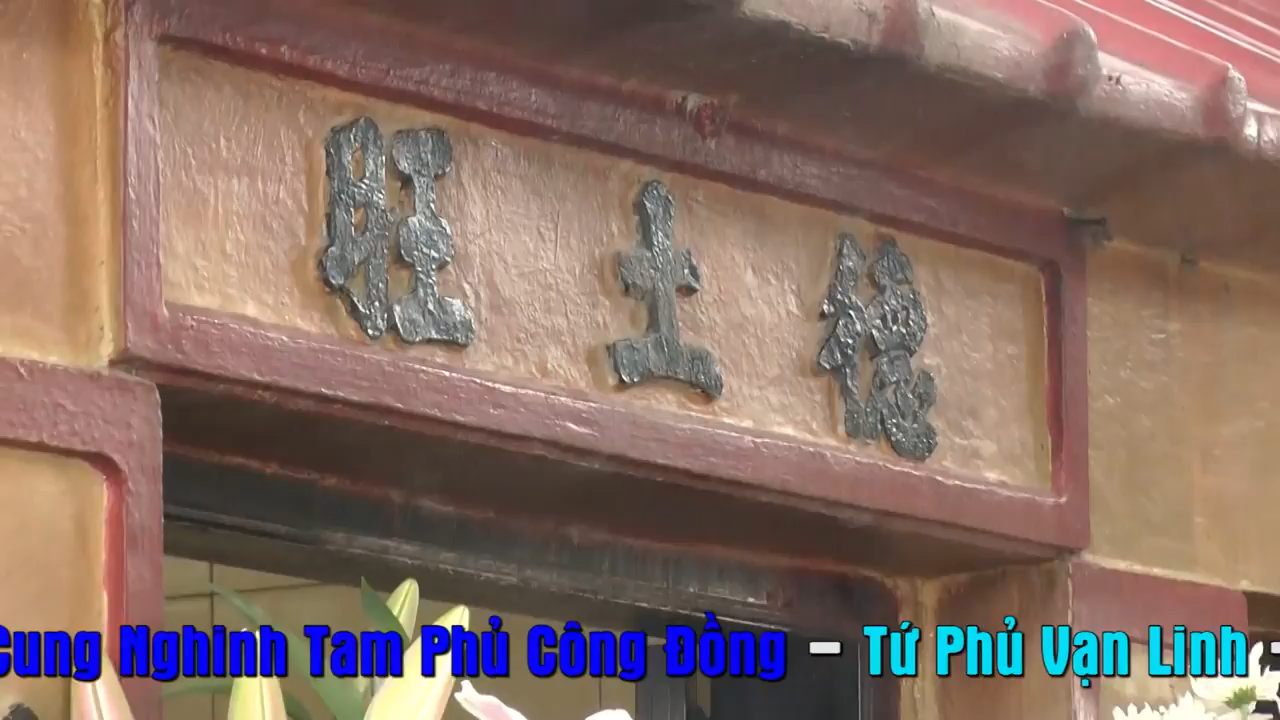 旺土德
Cung Nghinh Tam Phủ Công Đồng - Tứ Phủ Vạn Linh -